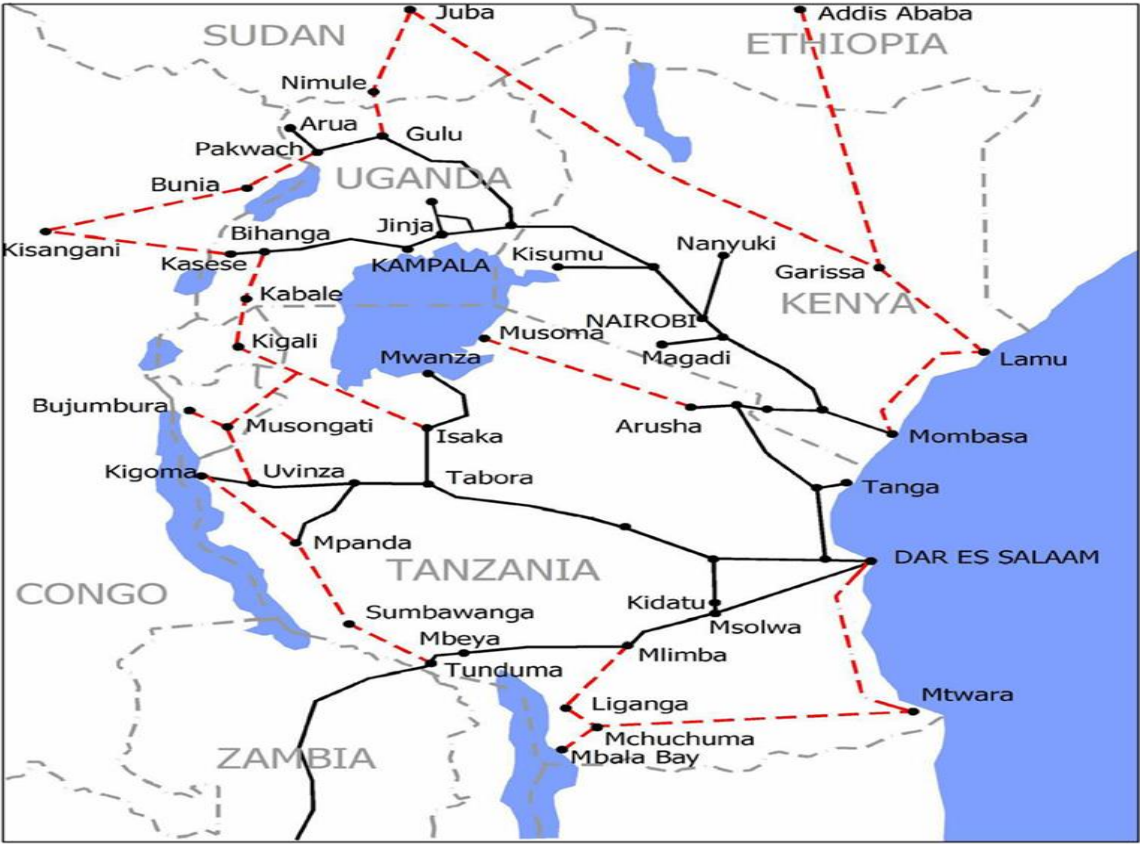 Juba
Addis Ababa
SUDAN
ETHIOPIA
Nimule
Arua
Gulu
Pakwach
Bunia
UGANDA
Jinja
Bihanga
Kisangani
Kasese
KAMPALA
Kisumu
Nanyuki
Garissa
Kabale
KENYA
NAIROBI
Kigali
Musoma
Mwanza
Magadi
Lamu
Bujumbura
Musongati
Isaka
Arusha
Mombasa
Kigoma
Uvinza
Tabora
Tanga
Mpanda
TANZANIA
DAR ES SALAAM
CONGO
Sumbawanga
Kidatu
Msolwa
Mbeya
Tunduma
Mlimba
Liganga
Mtwara
Mchuchuma
ZAMBIA
Mbala Bay